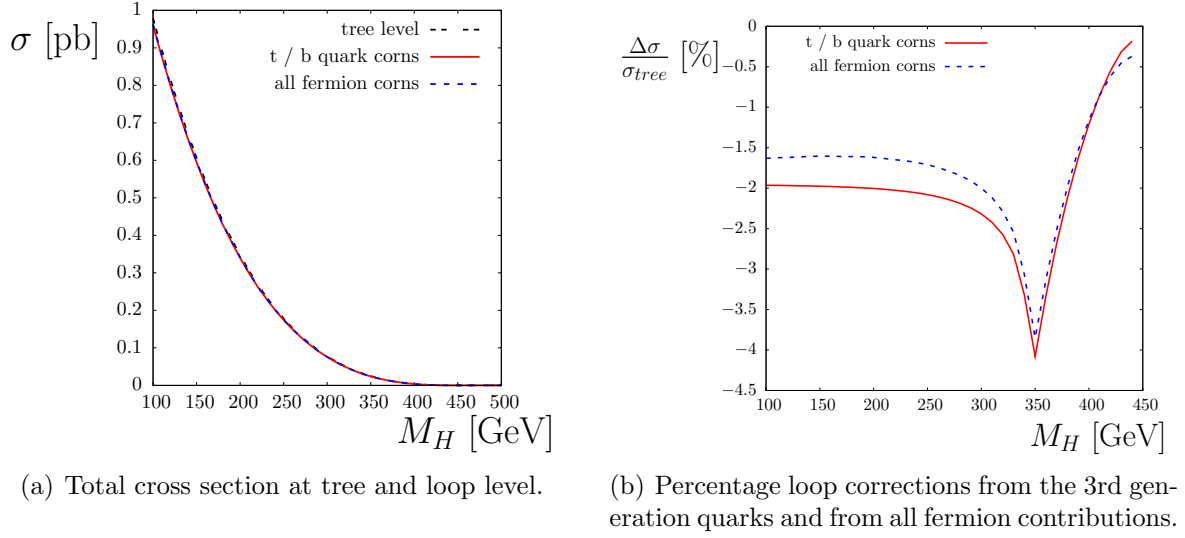 σ [pb]
tree level
t / b quark corns
all fermion corns
1
0.9
0.8
0.7
0.6
0.5
0.4
0.3
0.2
0.1
0
100 150 200 250 300 350 400 450 500
M_H [GeV]
(a) Total cross section at tree and loop level.
Δσ/σ_tree [%]
t / b quark corns
all fermion corns
0
−0.5
−1
−1.5
−2
−2.5
−3
−3.5
−4
−4.5
100 150 200 250 300 350 400 450
M_H [GeV]
(b) Percentage loop corrections from the 3rd gen-
eration quarks and from all fermion contributions.